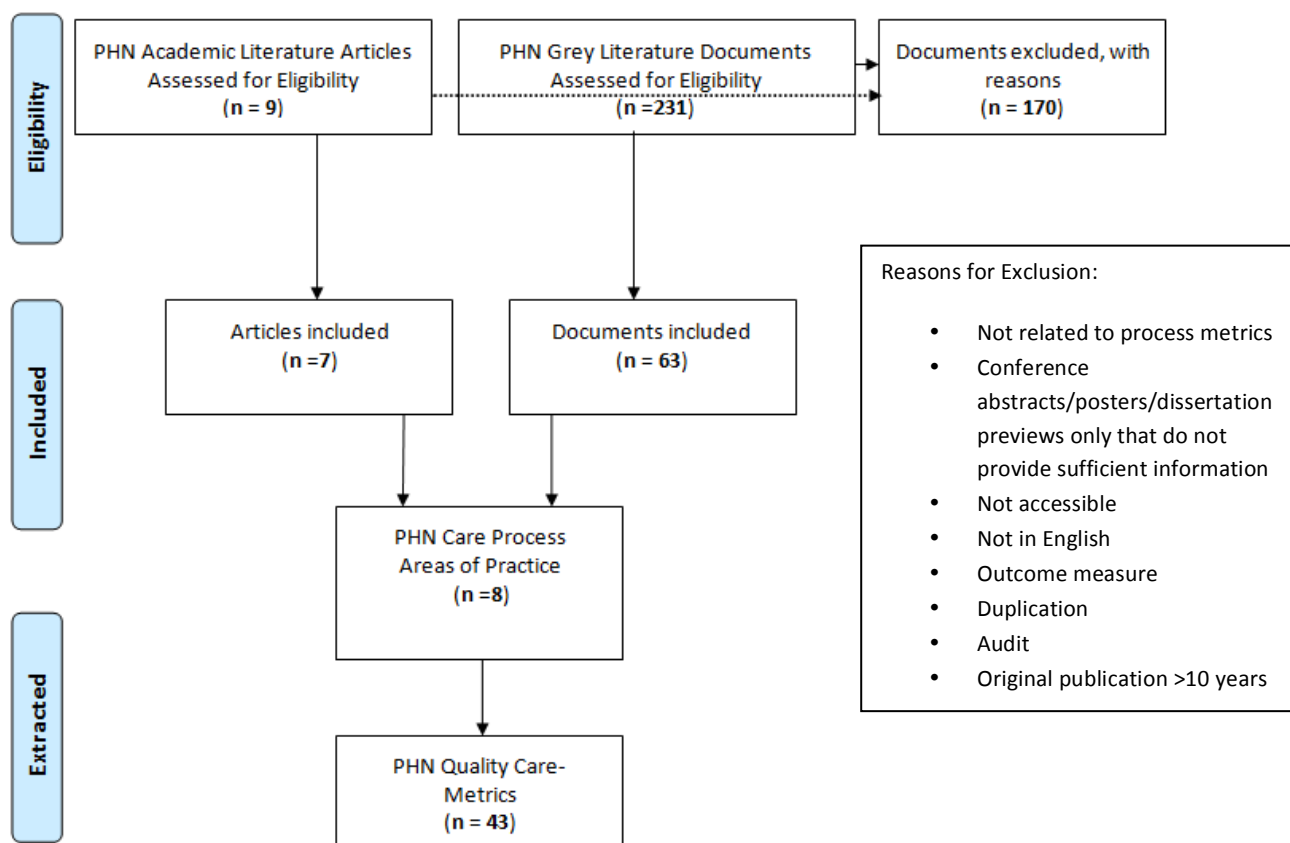 Eligibility
PHN Academic Literature Articles
Assessed for Eligibility
(n = 9)
PHN Grey Literature Documents
Assessed for Eligibility
(n =231)
Documents excluded, with
reasons
(n = 170)
Reasons for Exclusion:
• Not related to process metrics
• Conference
abstracts/posters/dissertation
previews only that do not
provide sufficient information
• Not accessible
• Not in English
• Outcome measure
• Duplication
• Audit
• Original publication >10 years
Included
Articles included
(n =7)
Documents included
(n = 63)
PHN Care Process
Areas of Practice
(n =8)
Extracted
PHN Quality Care-
Metrics
(n = 43)